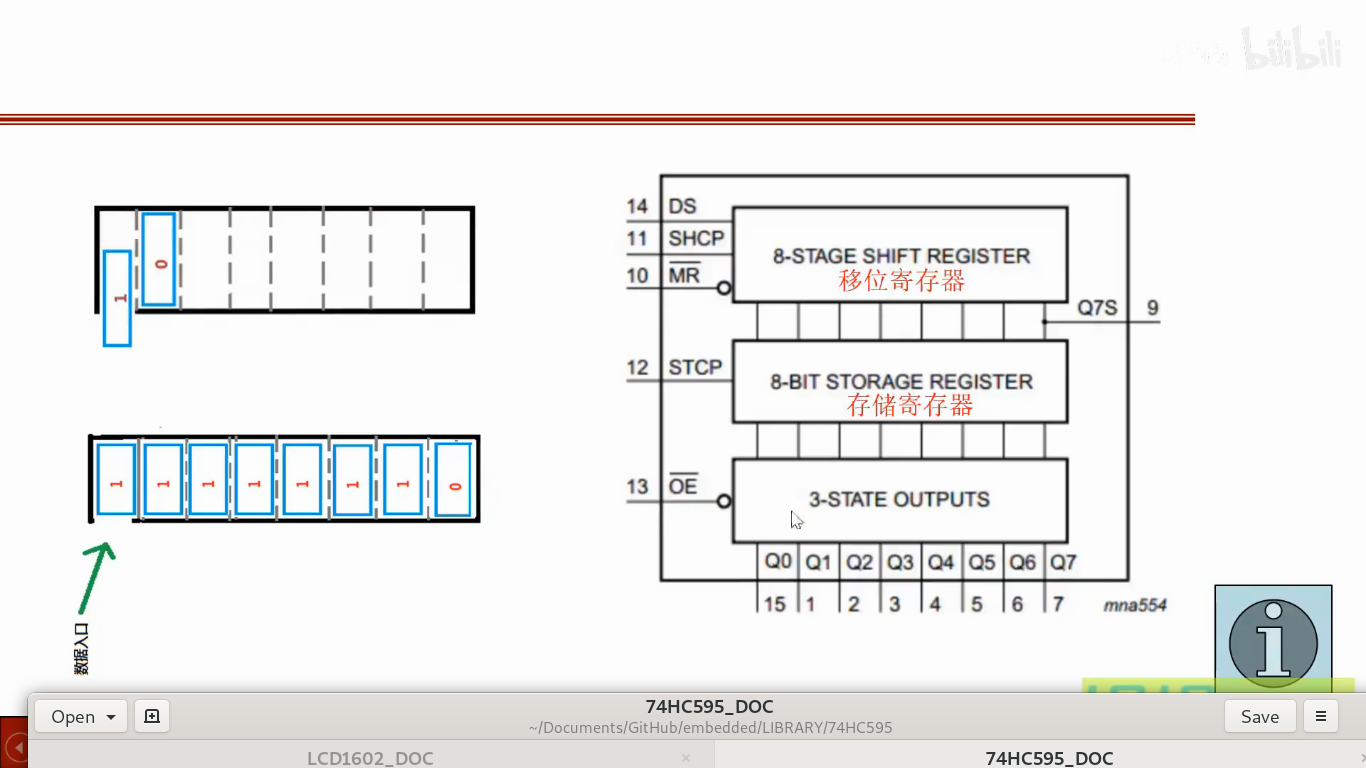 bilibili
14 DS
11 SHCP
10 MR
8-STAGE SHIFT REGISTER
移位寄存器
Q7S 9
0
1
12 STCP
8-BIT STORAGE REGISTER
存储寄存器
1 1 1 1 1 1 1 0
13 OE
3-STATE OUTPUTS
Q0 Q1 Q2 Q3 Q4 Q5 Q6 Q7
15 1 2 3 4 5 6 7
mna554
数据入口
Open
74HC595_DOC
~/Documents/GitHub/embedded/LIBRARY/74HC595
Save
LCD1602_DOC
74HC595_DOC